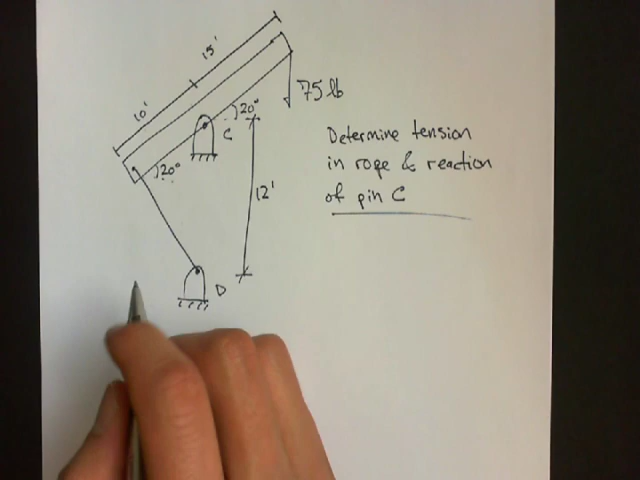 15'
10'
20°
75 lb
C
20°
12'
D
Determine tension
in rope & reaction
of pin C